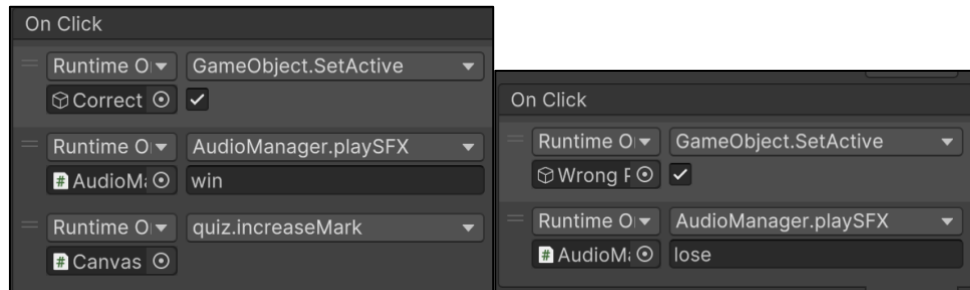 On Click
Runtime O GameObject.SetActive
Correct
Runtime O AudioManager.playSFX
AudioM win
Runtime O quiz.increaseMark
Canvas
On Click
Runtime O GameObject.SetActive
Wrong
Runtime O AudioManager.playSFX
AudioM lose